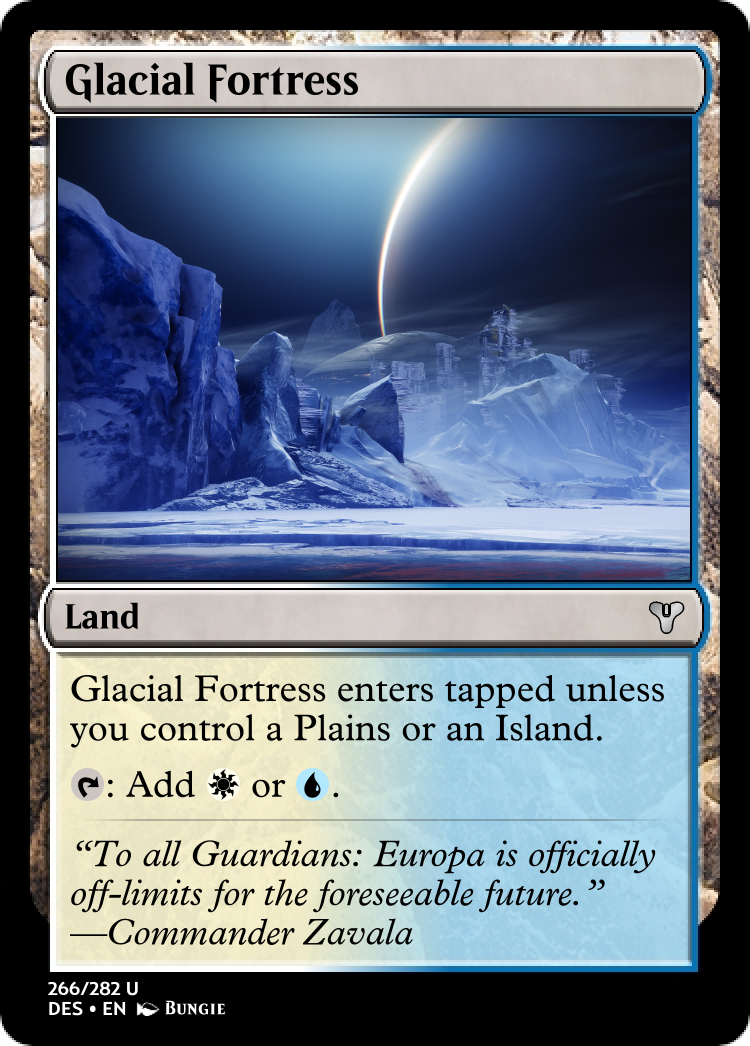 Glacial Fortress
Land
Glacial Fortress enters tapped unless
you control a Plains or an Island.
: Add or .
“To all Guardians: Europa is officially
off-limits for the foreseeable future.”
—Commander Zavala
266/282 U
DES • EN Bungie